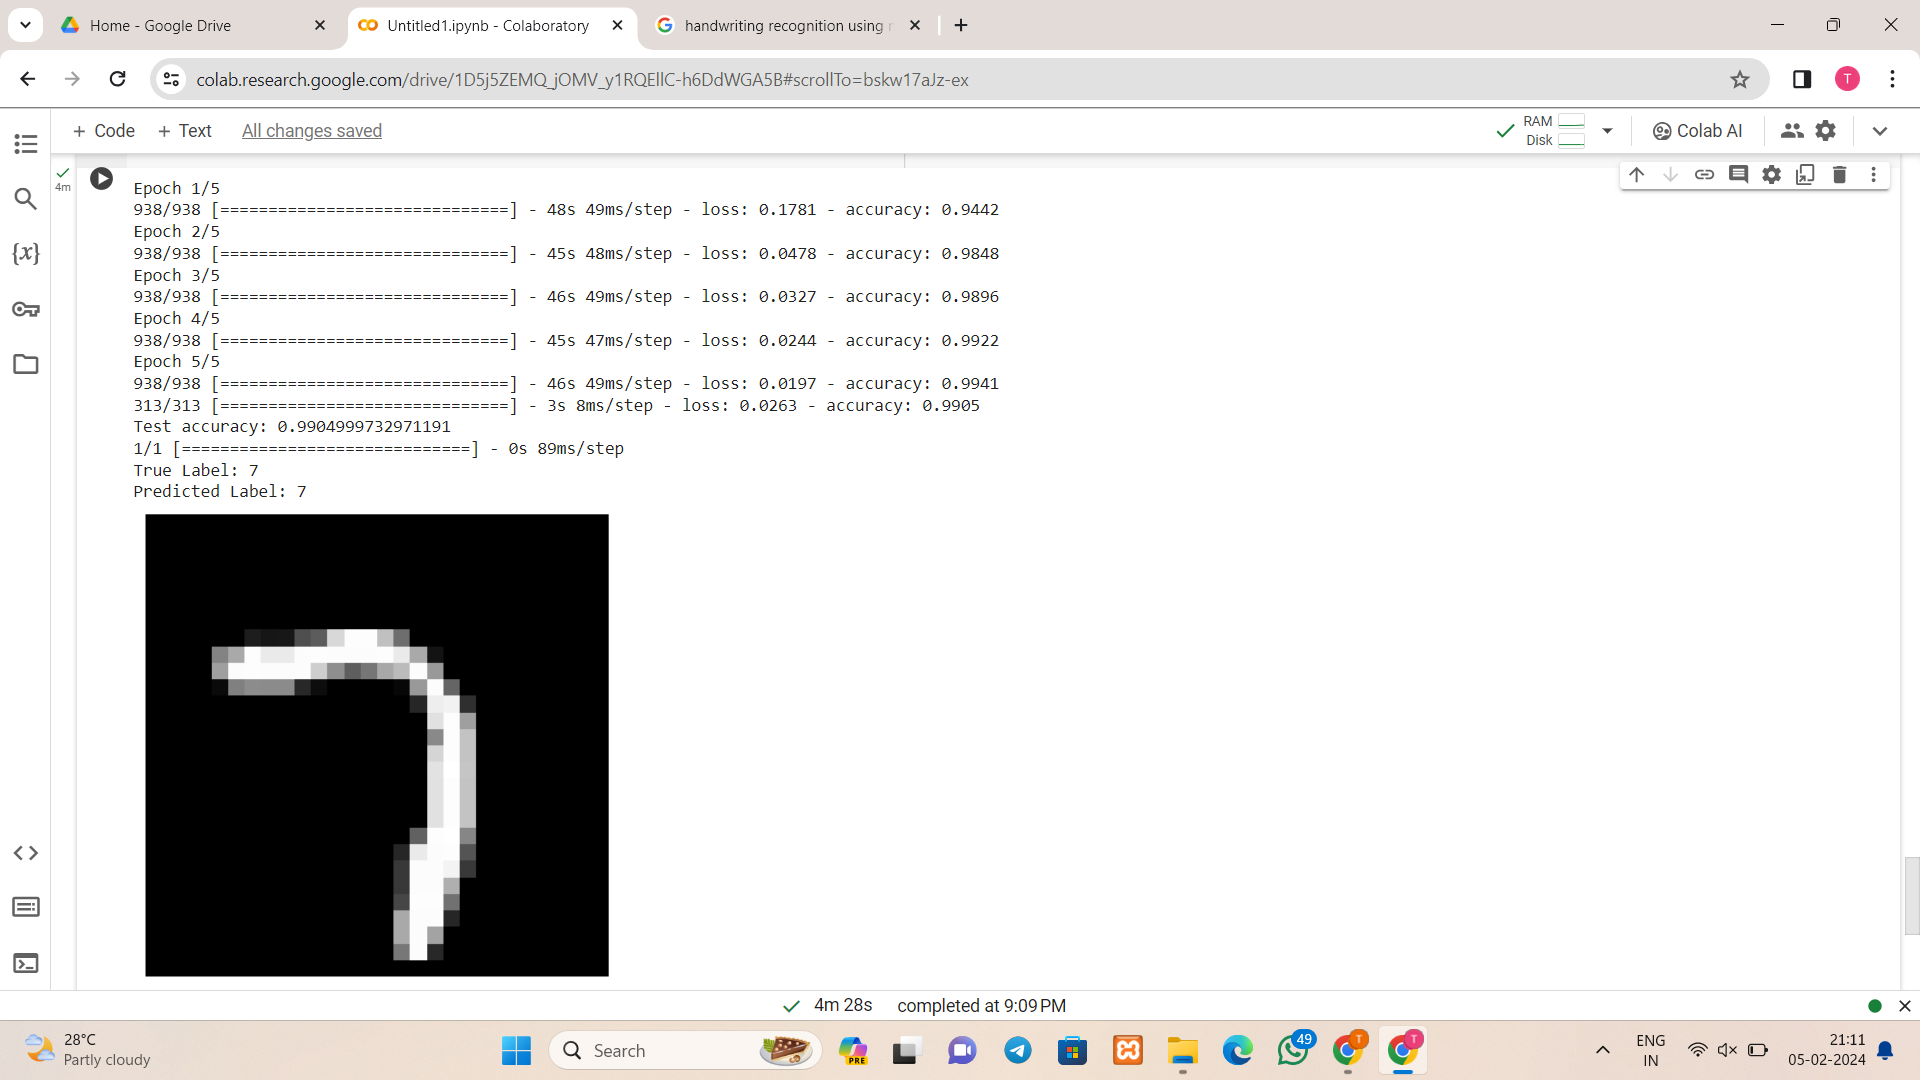 Home - Google Drive
Untitled1.ipynb - Colaboratory
handwriting recognition using
colab.research.google.com/drive/1D5j5ZEMQ_jOMV_y1RQEllC-h6DdWGA5B#scrollTo=bskw17aJz-ex
T
+ Code + Text All changes saved
RAM
Disk
Colab AI
4m
{x}
Epoch 1/5
938/938 [==============================] - 48s 49ms/step - loss: 0.1781 - accuracy: 0.9442
Epoch 2/5
938/938 [==============================] - 45s 48ms/step - loss: 0.0478 - accuracy: 0.9848
Epoch 3/5
938/938 [==============================] - 46s 49ms/step - loss: 0.0327 - accuracy: 0.9896
Epoch 4/5
938/938 [==============================] - 45s 47ms/step - loss: 0.0244 - accuracy: 0.9922
Epoch 5/5
938/938 [==============================] - 46s 49ms/step - loss: 0.0197 - accuracy: 0.9941
313/313 [==============================] - 3s 8ms/step - loss: 0.0263 - accuracy: 0.9905
Test accuracy: 0.9904999732971191
1/1 [==============================] - 0s 89ms/step
True Label: 7
Predicted Label: 7
7
4m 28s completed at 9:09 PM
28°C
Partly cloudy
Search
PRE
49
T
T
ENG
IN
21:11
05-02-2024